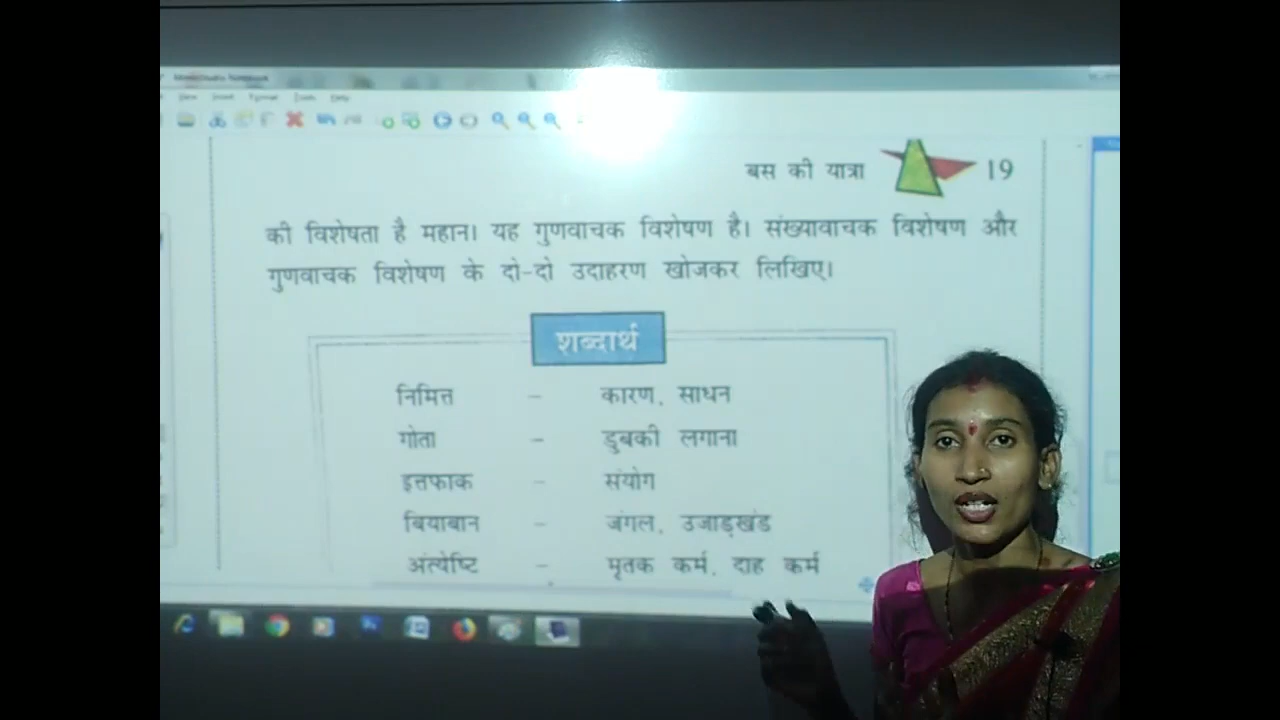 बस की यात्रा 19
की विशेषता है महान। यह गुणवाचक विशेषण है। संख्यावाचक विशेषण और
गुणवाचक विशेषण के दो-दो उदाहरण खोजकर लिखिए।
शब्दार्थ
निमित्त – कारण, साधन
गोता – डुबकी लगाना
इत्तफाक – संयोग
बियाबान – जंगल, उजाड़खंड
अंत्येष्टि – मृतक कर्म, दाह कर्म